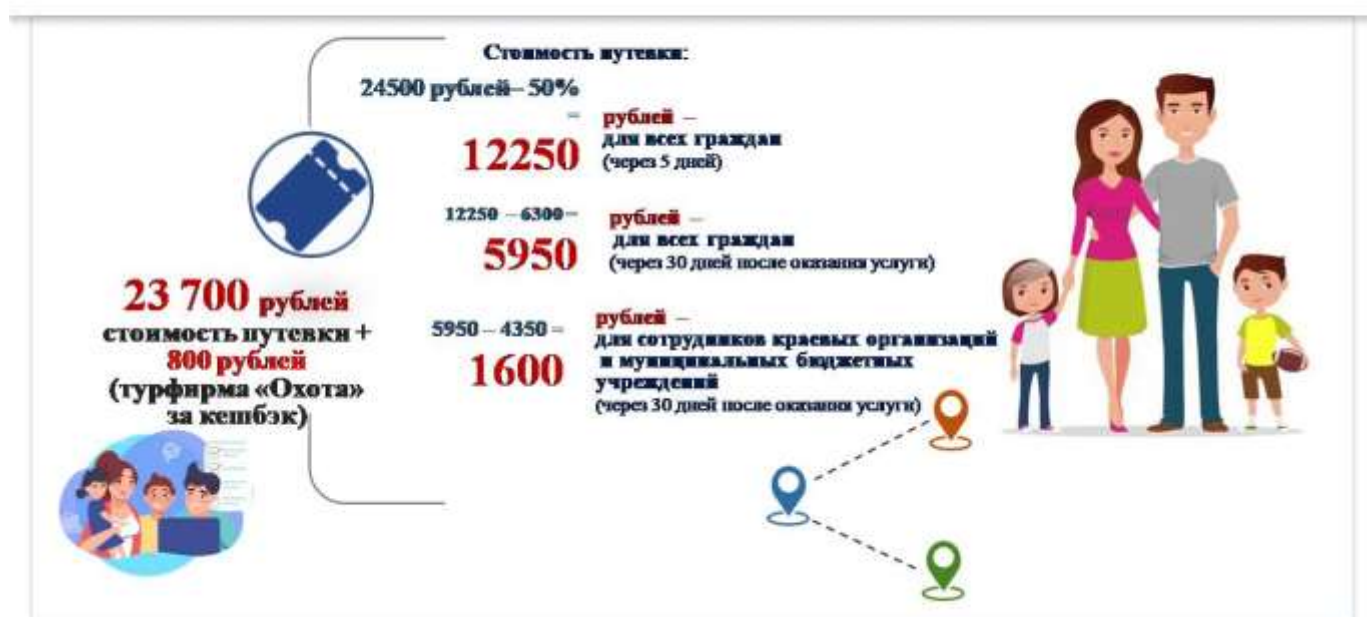 Стоимость путевки:
24500 рублей– 50%
=
12250
рублей –
для всех граждан
(через 5 дней)
12250 – 6300=
5950
рублей –
для всех граждан
(через 30 дней после оказания услуги)
5950 – 4350 =
1600
рублей –
для сотрудников краевых организаций
и муниципальных бюджетных
учреждений
(через 30 дней после оказания услуги)
23 700 рублей
стоимость путевки +
800 рублей
(турфирма «Охота»
за кешбэк)